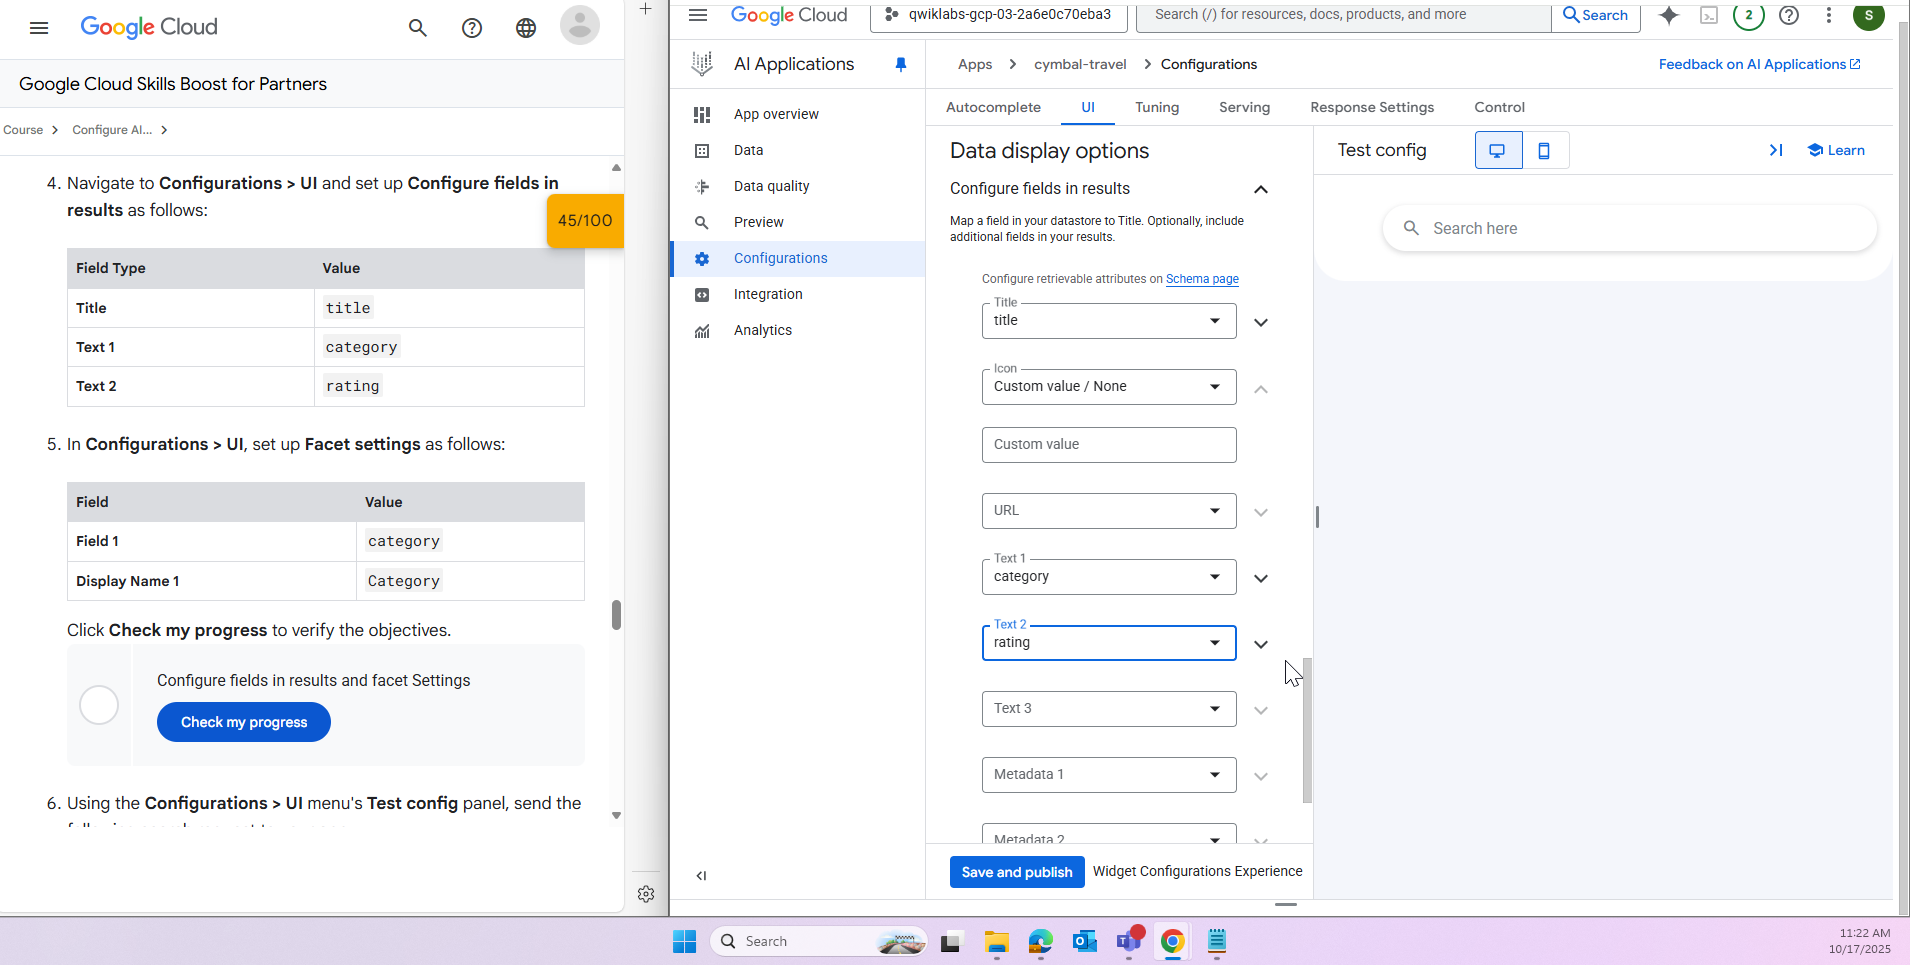 Google Cloud
Google Cloud Skills Boost for Partners
Course
Configure AI...
4. Navigate to Configurations > UI and set up Configure fields in
results as follows:
45/100
Field Type Value
Title title
Text 1 category
Text 2 rating
5. In Configurations > UI, set up Facet settings as follows:
Field Value
Field 1 category
Display Name 1 Category
Click Check my progress to verify the objectives.
Configure fields in results and facet Settings
Check my progress
6. Using the Configurations > UI menu's Test config panel, send the
Google Cloud
qwiklabs-gcp-03-2a6e0c70eba3
Search (/) for resources, docs, products, and more
Search
2
S
AI Applications
Apps
cymbal-travel
Configurations
Feedback on AI Applications
App overview
Data
Data quality
Preview
Configurations
Integration
Analytics
Autocomplete
UI
Tuning
Serving
Response Settings
Control
Data display options
Configure fields in results
Map a field in your datastore to Title. Optionally, include
additional fields in your results.
Configure retrievable attributes on Schema page
Title
title
Icon
Custom value / None
Custom value
URL
Text 1
category
Text 2
rating
Text 3
Metadata 1
Metadata 2
Save and publish
Widget Configurations Experience
Test config
Learn
Search here
Search
11:22 AM
10/17/2025